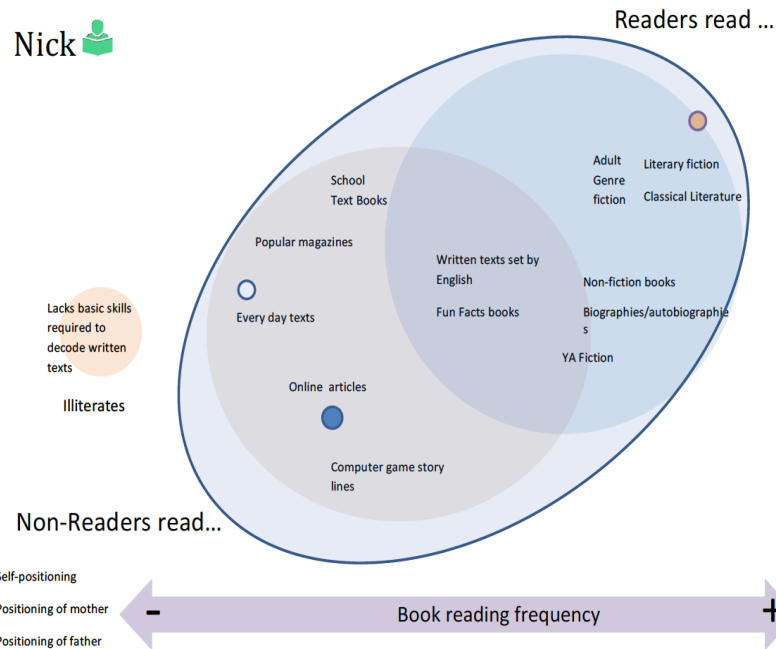 Readers read ...
Nick
School
Text Books
Adult
Genre
fiction
Literary fiction
Classical Literature
Popular magazines
Written texts set by
English
Non-fiction books
Every day texts
Fun Facts books
Biographies/autobiographie
s
Lacks basic skills
required to
decode written
texts
YA Fiction
Online articles
Illiterates
Computer game story
lines
Non-Readers read...
Self-positioning
Positioning of mother
Positioning of father
-
Book reading frequency
+